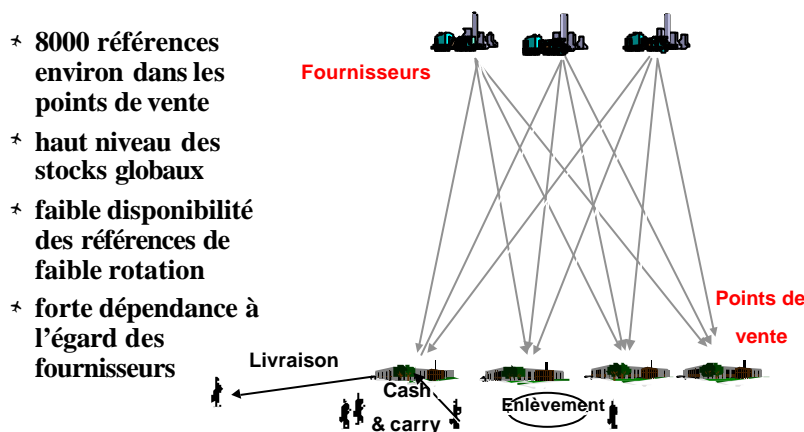 8000 références
environ dans les
points de vente
haut niveau des
stocks globaux
faible disponibilité
des références de
faible rotation
forte dépendance à
l'égard des
fournisseurs
Fournisseurs
Points de
vente
Livraison
Cash
& carry
Enlèvement